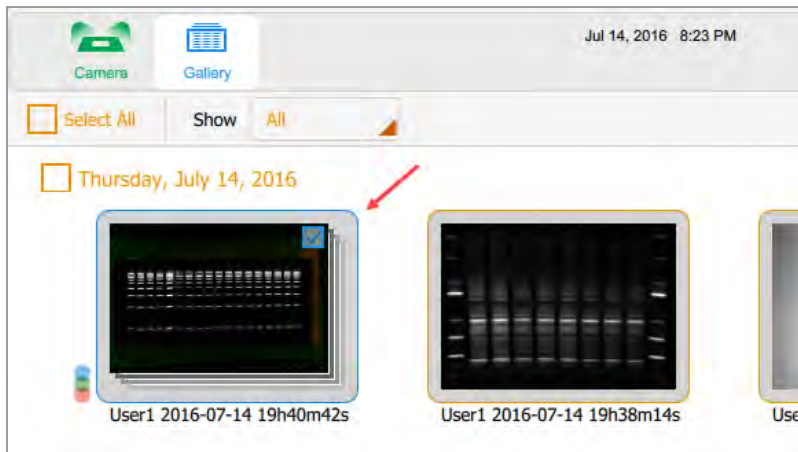 Jul 14, 2016 8:23 PM
Camera Gallery
Select All Show All
Thursday, July 14, 2016
User1 2016-07-14 19h40m42s User1 2016-07-14 19h38m14s Use